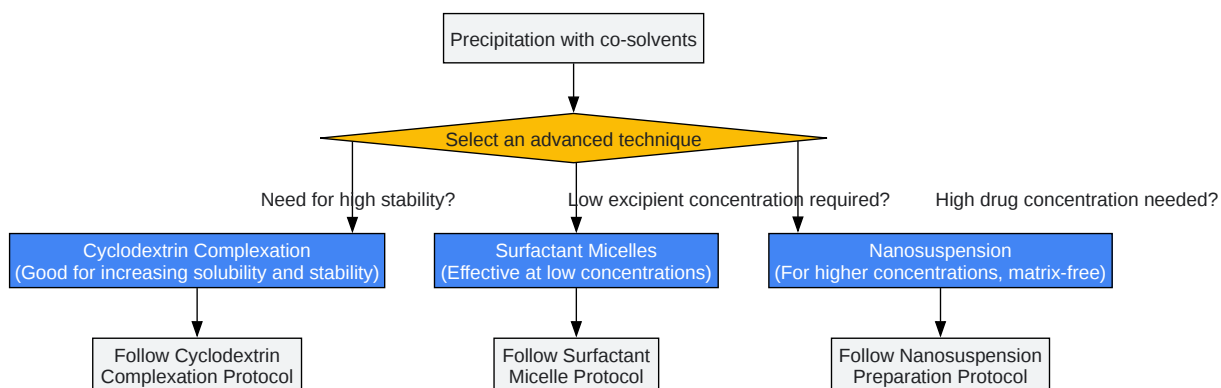 Precipitation with co-solvents
Select an advanced technique
Need for high stability?
Low excipient concentration required?
High drug concentration needed?
Cyclodextrin Complexation
(Good for increasing solubility and stability)
Surfactant Micelles
(Effective at low concentrations)
Nanosuspension
(For higher concentrations, matrix-free)
Follow Cyclodextrin
Complexation Protocol
Follow Surfactant
Micelle Protocol
Follow Nanosuspension
Preparation Protocol